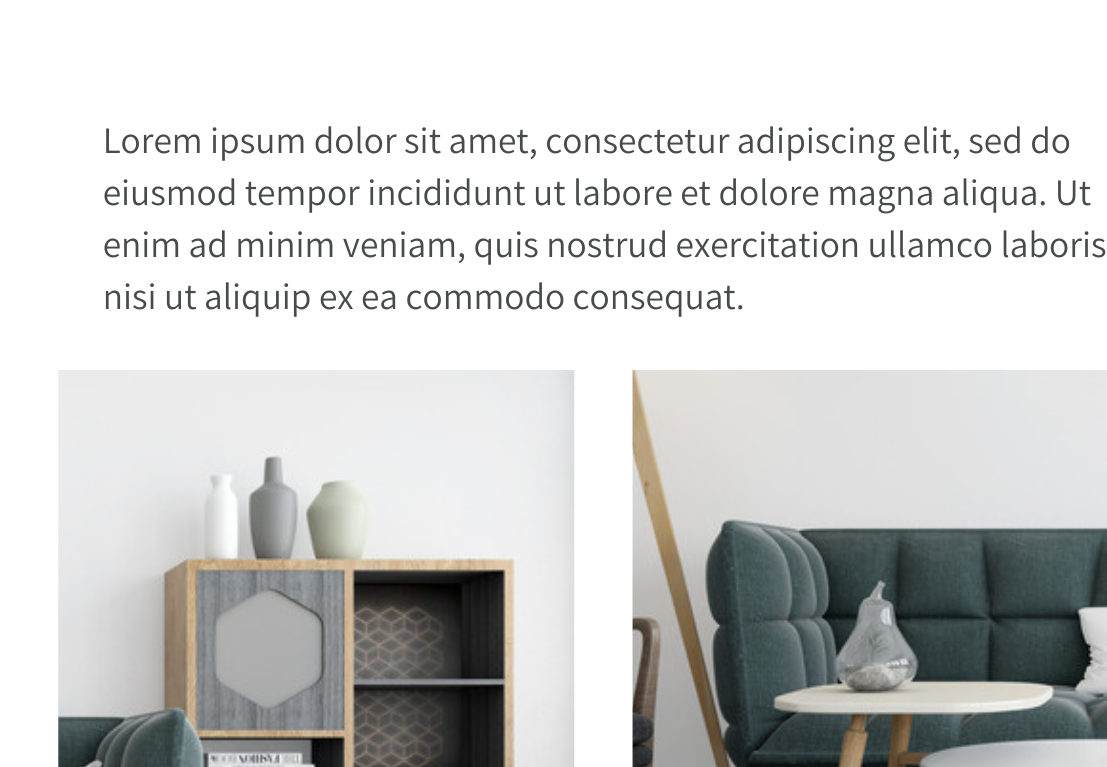 Lorem ipsum dolor sit amet, consectetur adipiscing elit, sed do
eiusmod tempor incididunt ut labore et dolore magna aliqua. Ut
enim ad minim veniam, quis nostrud exercitation ullamco laboris
nisi ut aliquip ex ea commodo consequat.